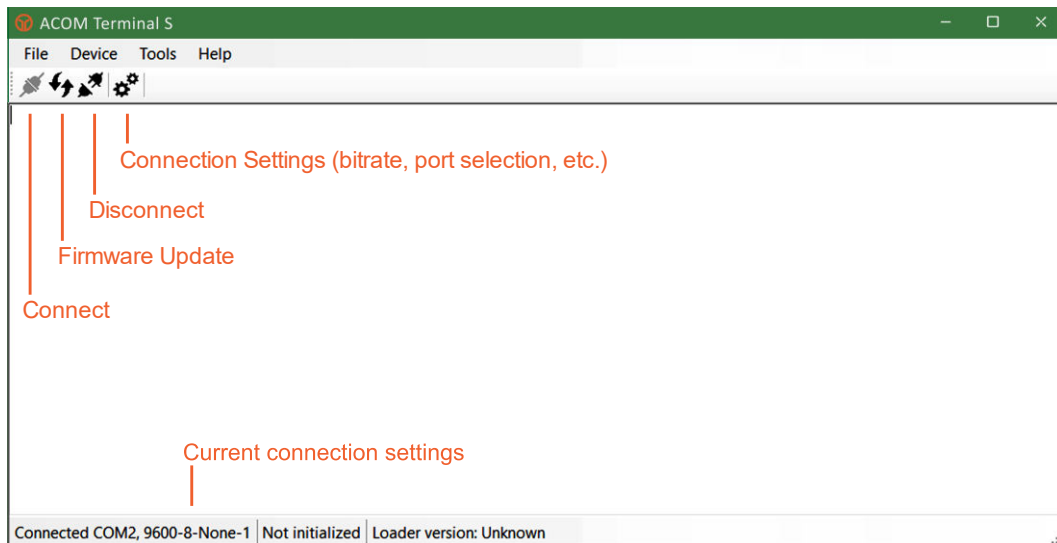 ACOM Terminal S
File Device Tools Help
Connection Settings (bitrate, port selection, etc.)
Disconnect
Firmware Update
Connect
Current connection settings
Connected COM2, 9600-8-None-1 Not initialized Loader version: Unknown